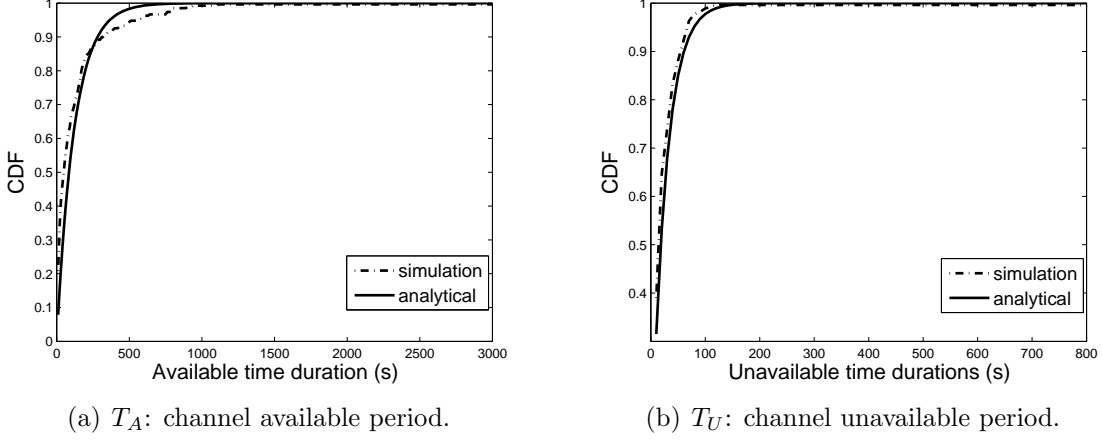 1
0.9
0.8
0.7
0.6
0.5
0.4
0.3
0.2
0.1
0
CDF
0 500 1000 1500 2000 2500 3000
Available time duration (s)
simulation
analytical
(a) T_A: channel available period.
1
0.9
0.8
0.7
0.6
0.5
0.4
CDF
0 100 200 300 400 500 600 700 800
Unavailable time durations (s)
simulation
analytical
(b) T_U: channel unavailable period.